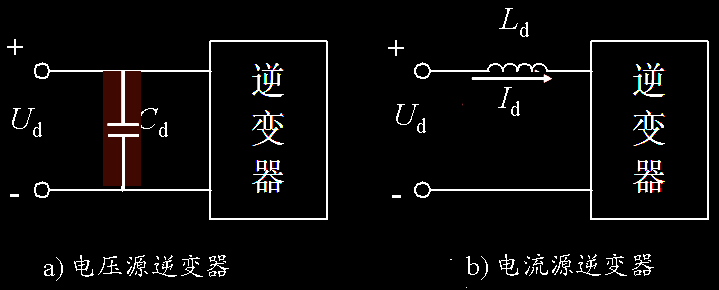 +
U_d
-
C_d
逆变器
a) 电压源逆变器
+
U_d
-
L_d
I_d
逆变器
b) 电流源逆变器